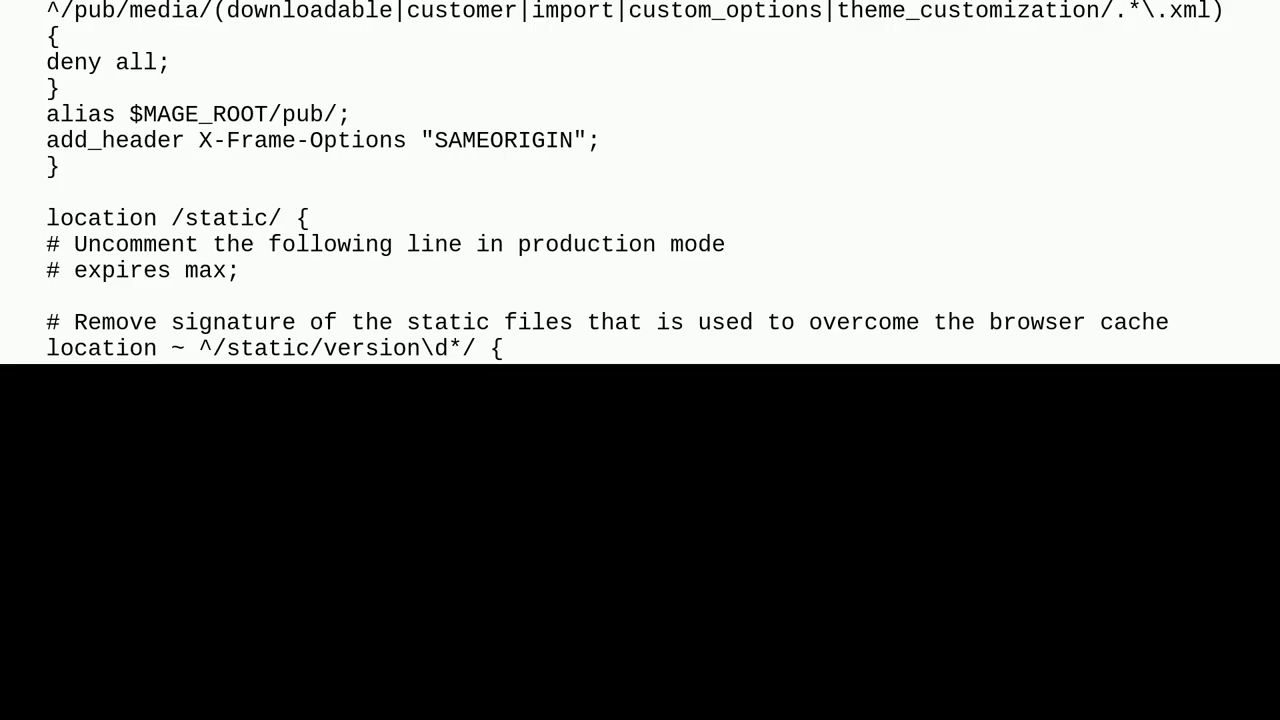 ^/pub/media/(downloadable|customer|import|custom_options|theme_customization/.*\.xml)
{
deny all;
}
alias $MAGE_ROOT/pub/;
add_header X-Frame-Options "SAMEORIGIN";
}
location /static/ {
# Uncomment the following line in production mode
# expires max;
# Remove signature of the static files that is used to overcome the browser cache
location ~ ^/static/version\d*/ {